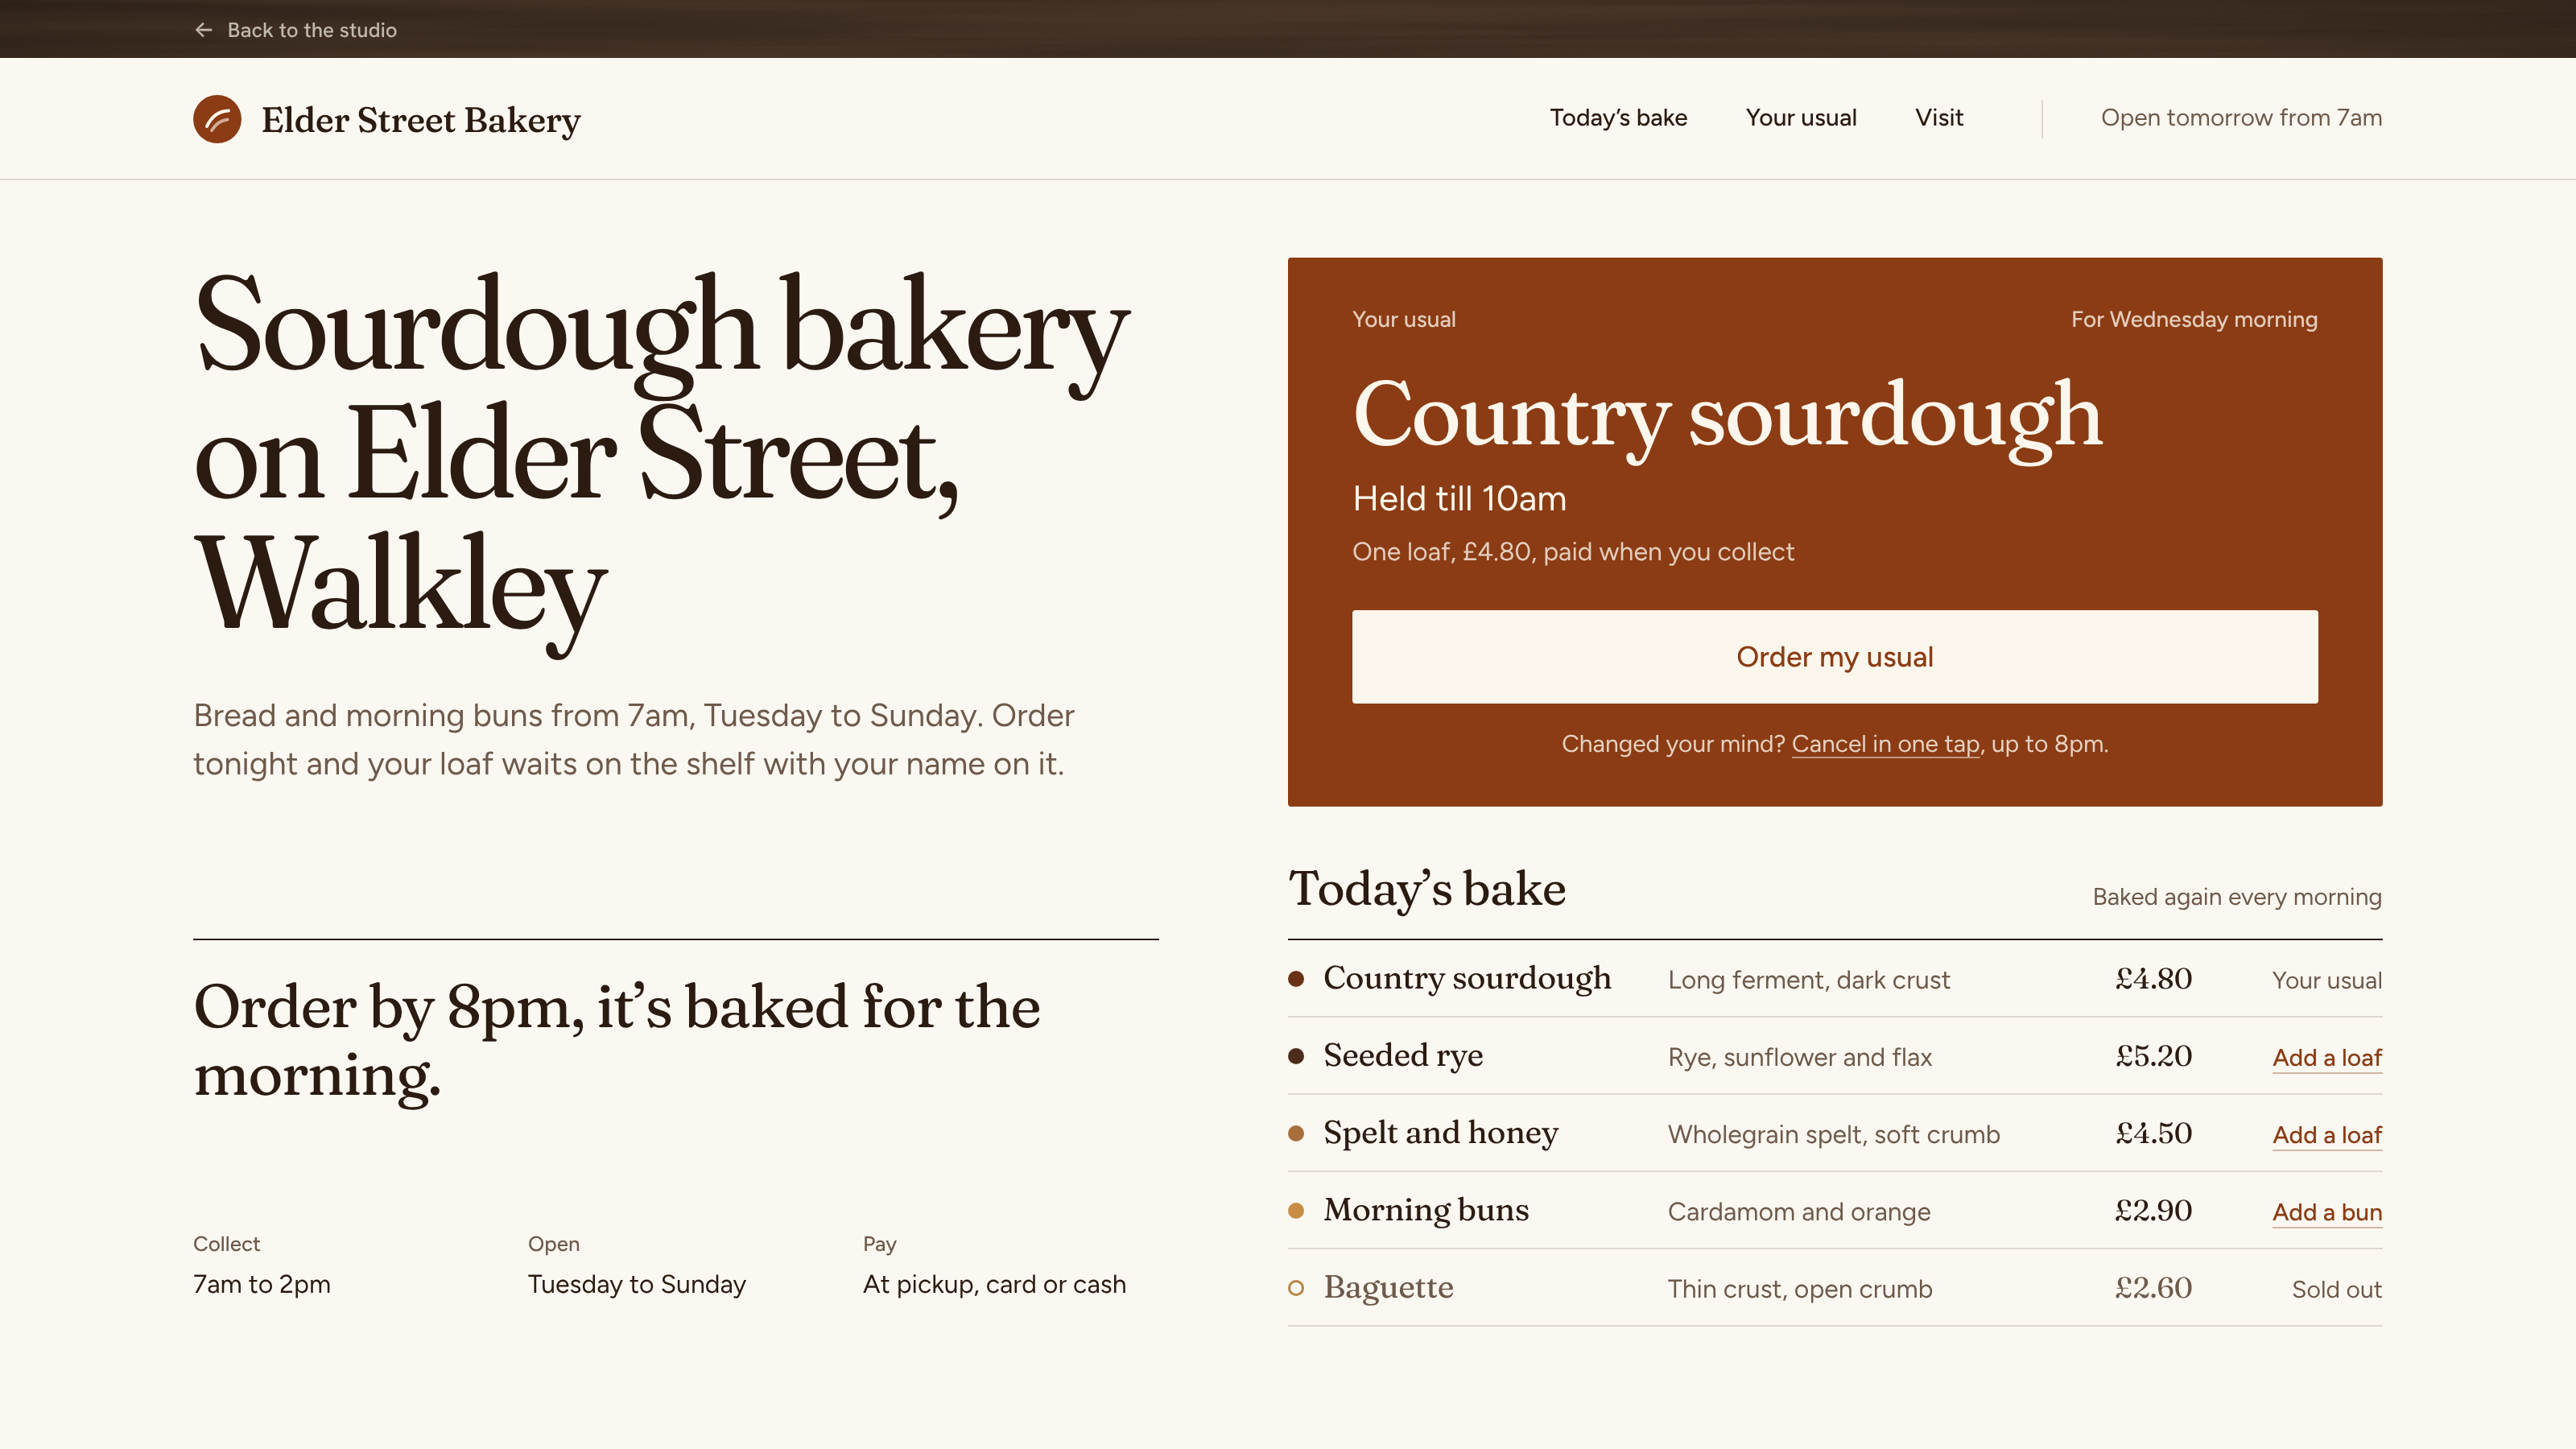 Back to the studio
Elder Street Bakery
Today’s bake
Your usual
Visit
Open tomorrow from 7am
Sourdough bakery
on Elder Street,
Walkley
Bread and morning buns from 7am, Tuesday to Sunday. Order
tonight and your loaf waits on the shelf with your name on it.
Order by 8pm, it’s baked for the
morning.
Collect
7am to 2pm
Open
Tuesday to Sunday
Pay
At pickup, card or cash
Your usual
For Wednesday morning
Country sourdough
Held till 10am
One loaf, £4.80, paid when you collect
Order my usual
Changed your mind? Cancel in one tap, up to 8pm.
Today’s bake
Baked again every morning
Country sourdough Long ferment, dark crust £4.80 Your usual
Seeded rye Rye, sunflower and flax £5.20 Add a loaf
Spelt and honey Wholegrain spelt, soft crumb £4.50 Add a loaf
Morning buns Cardamom and orange £2.90 Add a bun
Baguette Thin crust, open crumb £2.60 Sold out